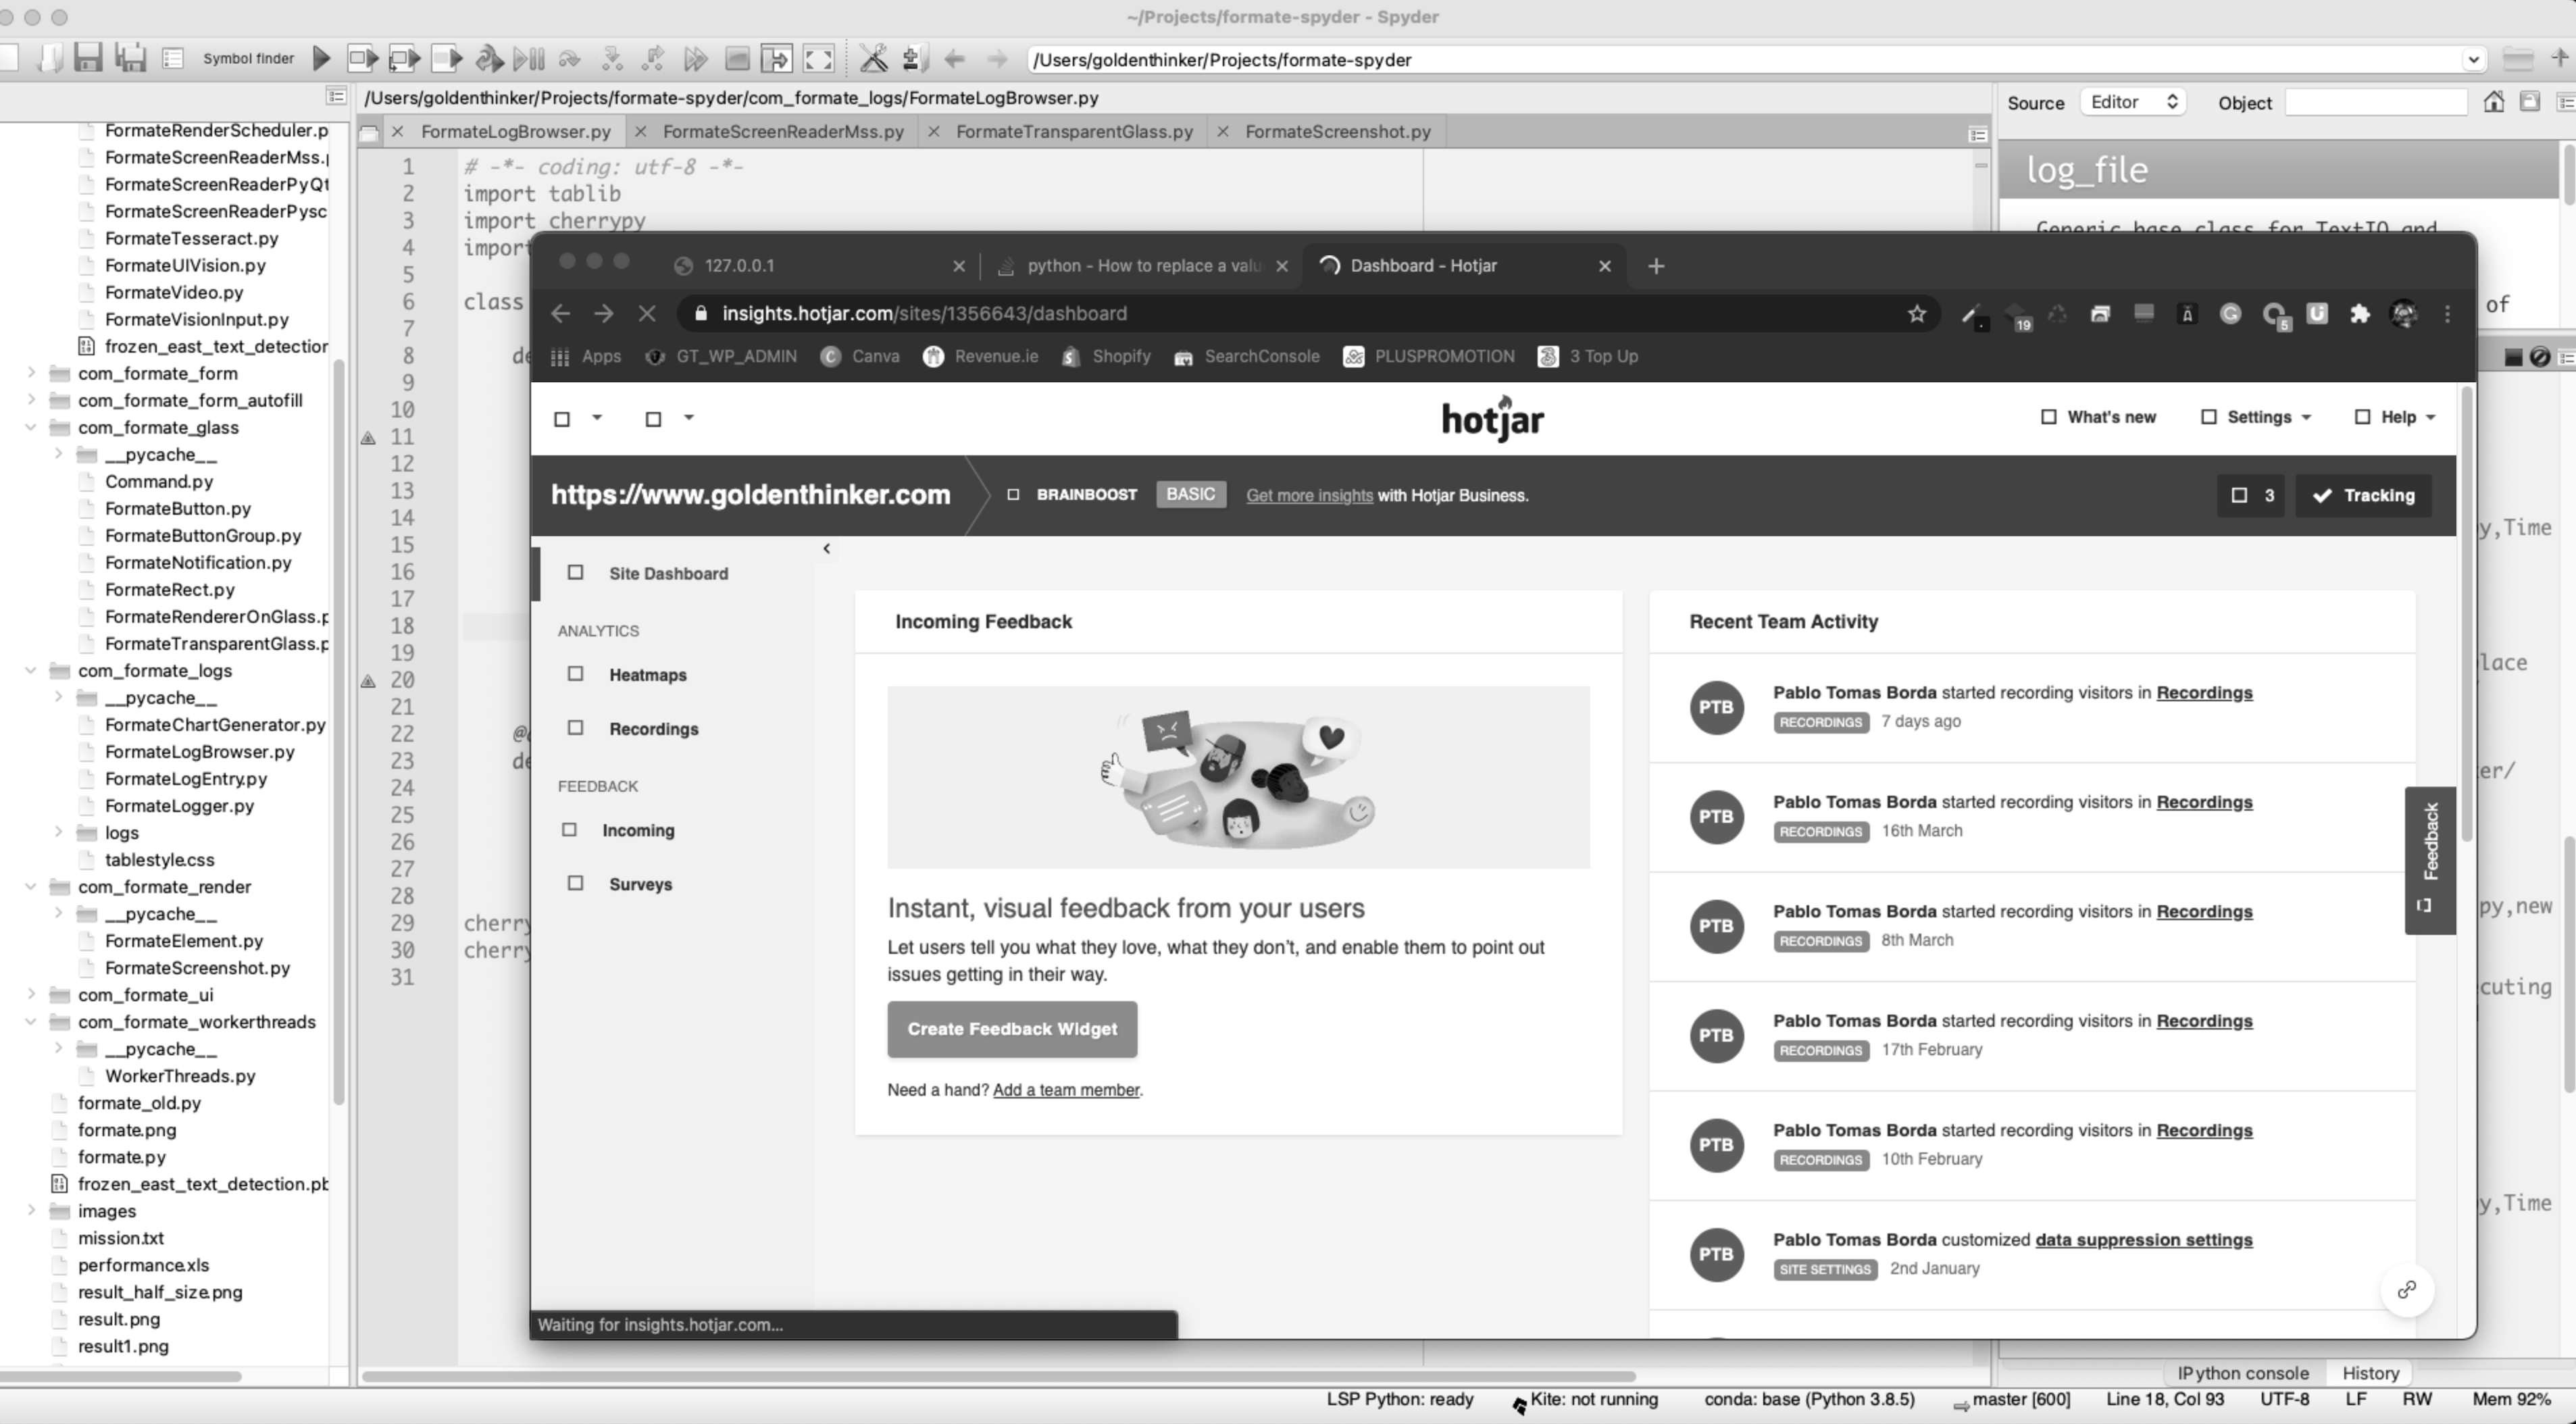 ~/Projects/formate-spyder - Spyder
Symbol finder
/Users/goldenthinker/Projects/formate-spyder
/Users/goldenthinker/Projects/formate-spyder/com_formate_logs/FormateLogBrowser.py
Source Editor Object
FormateLogBrowser.py FormateScreenReaderMss.py FormateTransparentGlass.py FormateScreenshot.py
FormateRenderScheduler.p
FormateScreenReaderMss.
FormateScreenReaderPyQt
FormateScreenReaderPysc
FormateTesseract.py
FormateUIVision.py
FormateVideo.py
FormateVisionInput.py
frozen_east_text_detection
com_formate_form
com_formate_form_autofill
com_formate_glass
__pycache__
Command.py
FormateButton.py
FormateButtonGroup.py
FormateNotification.py
FormateRect.py
FormateRendererOnGlass.p
FormateTransparentGlass.p
com_formate_logs
__pycache__
FormateChartGenerator.py
FormateLogBrowser.py
FormateLogEntry.py
FormateLogger.py
logs
tablestyle.css
com_formate_render
__pycache__
FormateElement.py
FormateScreenshot.py
com_formate_ui
com_formate_workerthreads
__pycache__
WorkerThreads.py
formate_old.py
formate.png
formate.py
frozen_east_text_detection.pb
images
mission.txt
performance.xls
result_half_size.png
result.png
result1.png
1 # -*- coding: utf-8 -*-
2 import tablib
3 import cherrypy
4 import
5
6 class
7
8 de
9
10
11
12
13
14
15
16
17
18
19
20
21
22 @
23 de
24
25
26
27
28
29 cherry
30 cherry
31
log_file
Generic base class for TextIO and
of
y,Time
lace
er/
py,new
cuting
y,Time
127.0.0.1 python - How to replace a valu Dashboard - Hotjar
insights.hotjar.com/sites/1356643/dashboard
19 5
Apps GT_WP_ADMIN Canva Revenue.ie Shopify SearchConsole PLUSPROMOTION 3 Top Up
hotjar
What's new Settings Help
https://www.goldenthinker.com BRAINBOOST BASIC Get more insights with Hotjar Business. 3 Tracking
Site Dashboard
ANALYTICS
Heatmaps
Recordings
FEEDBACK
Incoming
Surveys
Incoming Feedback
Instant, visual feedback from your users
Let users tell you what they love, what they don't, and enable them to point out
issues getting in their way.
Create Feedback Widget
Need a hand? Add a team member.
Recent Team Activity
PTB Pablo Tomas Borda started recording visitors in Recordings
RECORDINGS 7 days ago
PTB Pablo Tomas Borda started recording visitors in Recordings
RECORDINGS 16th March
PTB Pablo Tomas Borda started recording visitors in Recordings
RECORDINGS 8th March
PTB Pablo Tomas Borda started recording visitors in Recordings
RECORDINGS 17th February
PTB Pablo Tomas Borda started recording visitors in Recordings
RECORDINGS 10th February
PTB Pablo Tomas Borda customized data suppression settings
SITE SETTINGS 2nd January
Feedback
Waiting for insights.hotjar.com...
IPython console History
LSP Python: ready Kite: not running conda: base (Python 3.8.5) master [600] Line 18, Col 93 UTF-8 LF RW Mem 92%